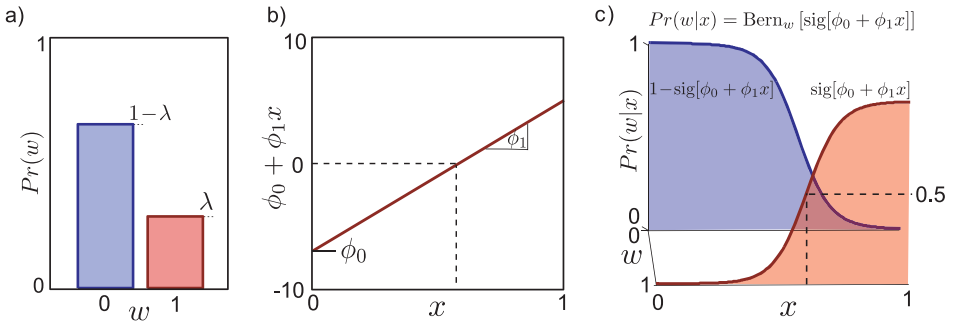 a)
1
Pr(w)
0
1−λ
λ
0 1
w
b)
10
ϕ₀ + ϕ₁x
0
-10
ϕ₁
ϕ₀
0 x 1
c)
Pr(w|x) = Bern_w [sig[ϕ₀ + ϕ₁x]]
1
Pr(w|x)
1−sig[ϕ₀ + ϕ₁x]
sig[ϕ₀ + ϕ₁x]
0.5
0
0
w
1
0 x 1